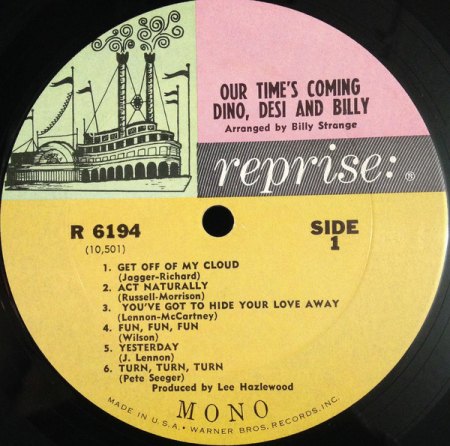 OUR TIME'S COMING
DINO, DESI AND BILLY
Arranged by Billy Strange
reprise: ®
R 6194
(10,501)
SIDE
1
1. GET OFF OF MY CLOUD
(Jagger-Richard)
2. ACT NATURALLY
(Russell-Morrison)
3. YOU'VE GOT TO HIDE YOUR LOVE AWAY
(Lennon-McCartney)
4. FUN, FUN, FUN
(Wilson)
5. YESTERDAY
(J. Lennon)
6. TURN, TURN, TURN
(Pete Seeger)
Produced by Lee Hazlewood
MONO
MADE IN U.S.A. • WARNER BROS. RECORDS, INC.